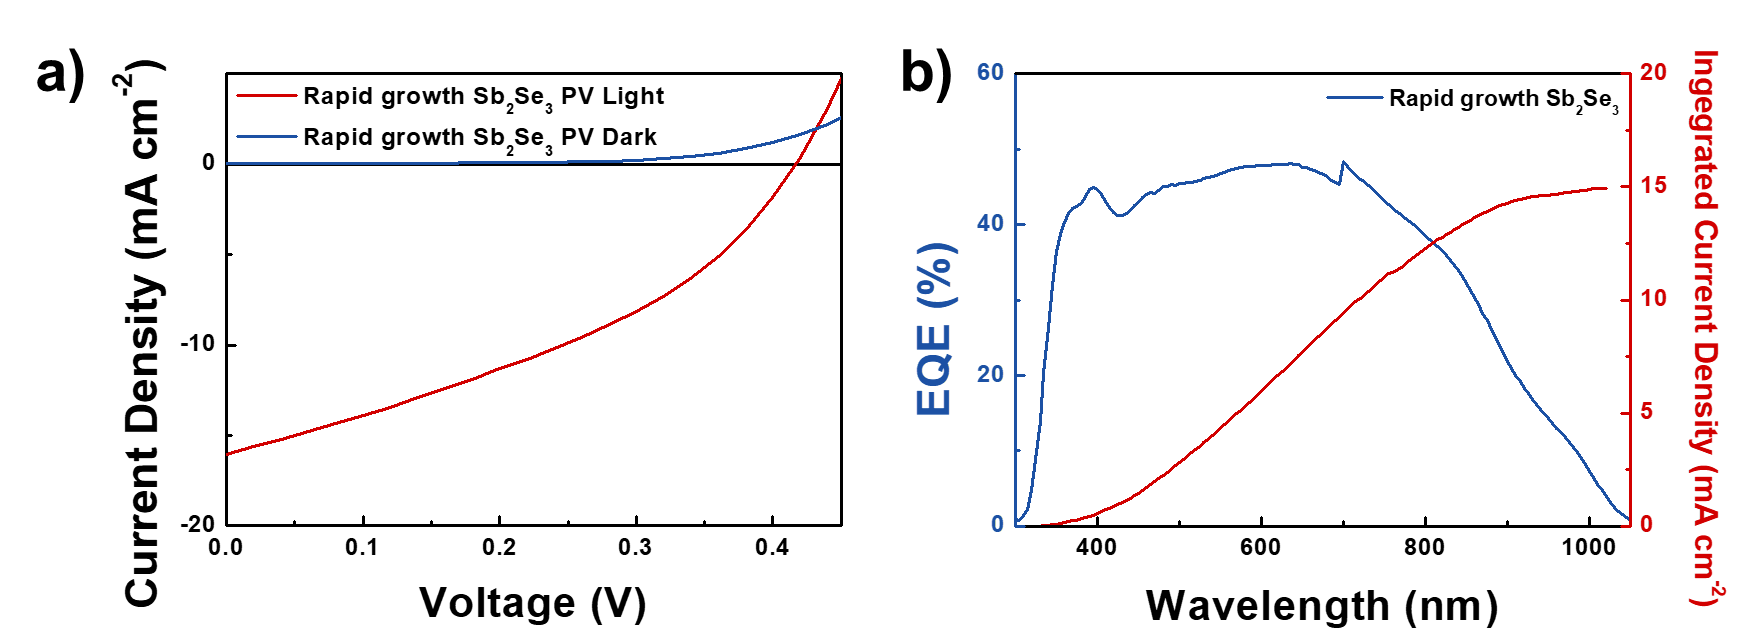 a)
Current Density (mA cm⁻²)
Rapid growth Sb₂Se₃ PV Light
Rapid growth Sb₂Se₃ PV Dark
0
-10
-20
0.0 0.1 0.2 0.3 0.4
Voltage (V)
b)
EQE (%)
60
40
20
0
Rapid growth Sb₂Se₃
20
15
10
5
0
Ingegrated Current Density (mA cm⁻²)
400 600 800 1000
Wavelength (nm)